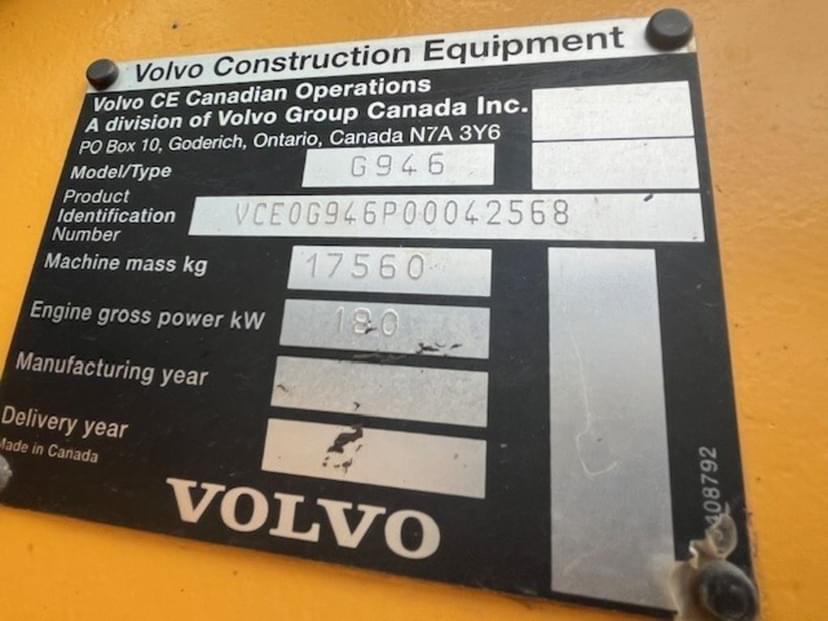 Volvo Construction Equipment
Volvo CE Canadian Operations
A division of Volvo Group Canada Inc.
PO Box 10, Goderich, Ontario, Canada N7A 3Y6
Model/Type G946
Product
Identification VCE0G946P00042568
Number
Machine mass kg 17560
Engine gross power kW 180
Manufacturing year
Delivery year
Made in Canada
VOLVO
108792